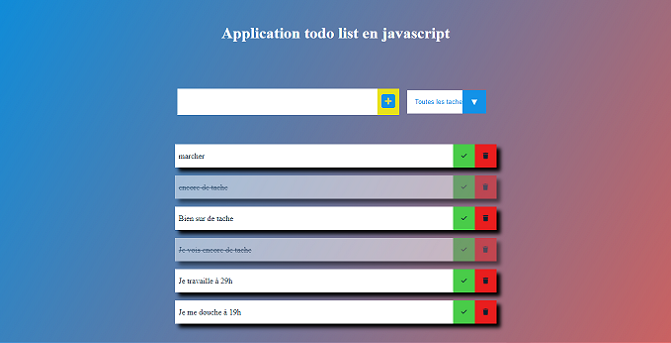 Application todo list en javascript
Toutes les tache
marcher
encore de tache
Bien sur de tache
Je vois encore de tache
Je travaille à 29h
Je me douche à 19h